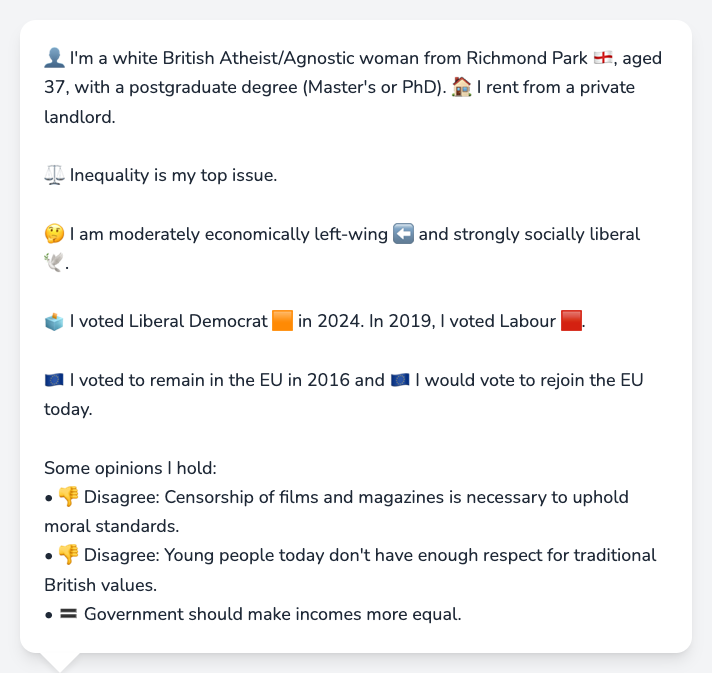 👤 I'm a white British Atheist/Agnostic woman from Richmond Park 🏴󠁧󠁢󠁥󠁮󠁧󠁿, aged
37, with a postgraduate degree (Master's or PhD). 🏠 I rent from a private
landlord.
⚖️ Inequality is my top issue.
🤔 I am moderately economically left-wing ⬅️ and strongly socially liberal
🕊️.
🗳️ I voted Liberal Democrat 🟧 in 2024. In 2019, I voted Labour 🟥.
🇪🇺 I voted to remain in the EU in 2016 and 🇪🇺 I would vote to rejoin the EU
today.
Some opinions I hold:
• 👎 Disagree: Censorship of films and magazines is necessary to uphold
moral standards.
• 👎 Disagree: Young people today don't have enough respect for traditional
British values.
• 🟰 Government should make incomes more equal.